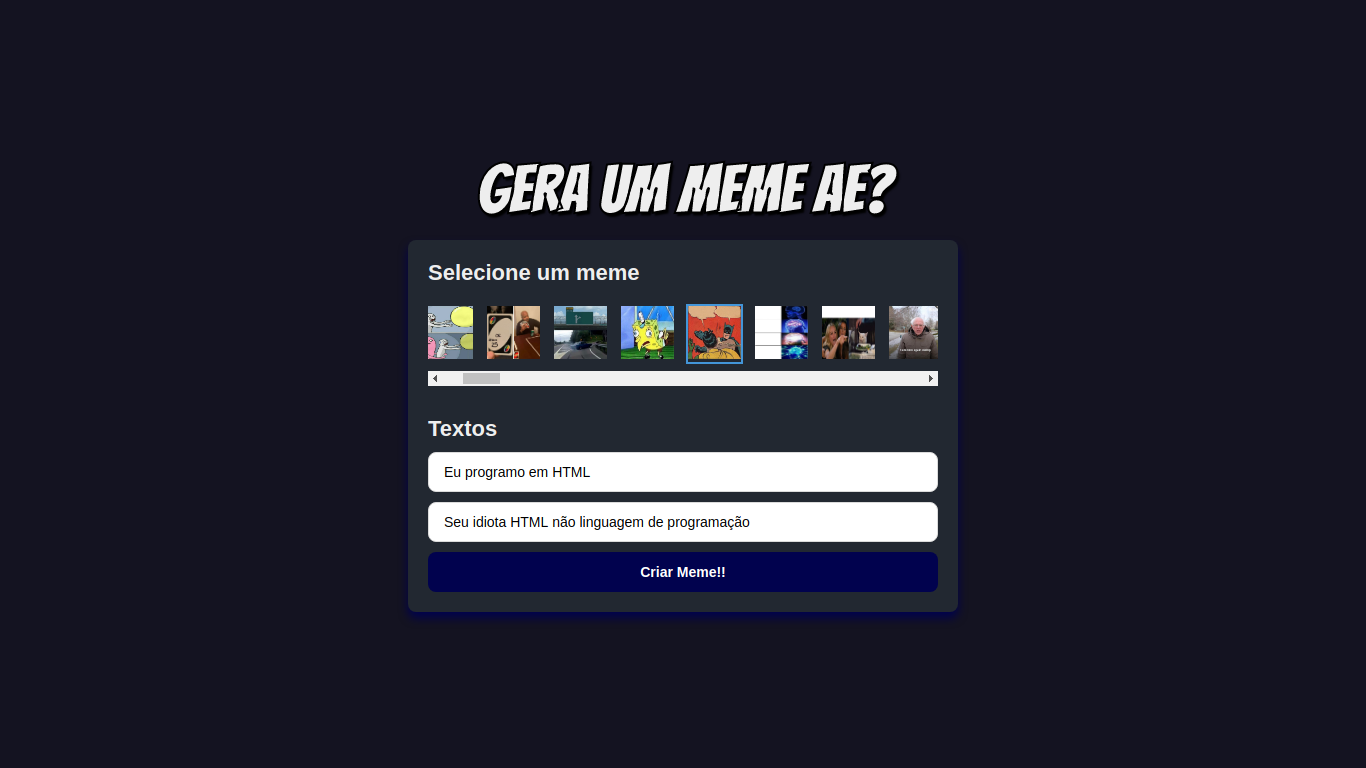 GERA UM MEME AE?
Selecione um meme
25
Textos
Eu programo em HTML
Seu idiota HTML não linguagem de programação
Criar Meme!!